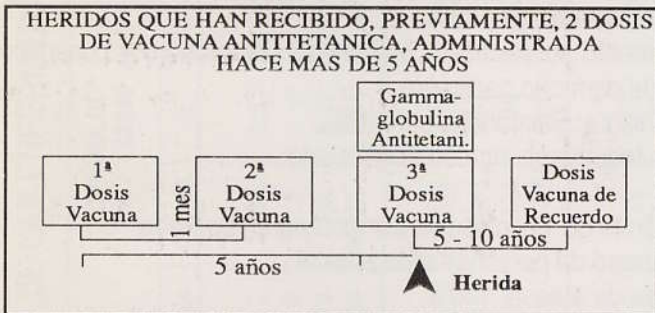 HERIDOS QUE HAN RECIBIDO, PREVIAMENTE, 2 DOSIS
DE VACUNA ANTITETANICA, ADMINISTRADA
HACE MAS DE 5 AÑOS
Gamma-
globulina
Antitetani.
1ª
Dosis
Vacuna
1 mes
2ª
Dosis
Vacuna
3ª
Dosis
Vacuna
Dosis
Vacuna de
Recuerdo
5 - 10 años
5 años
Herida